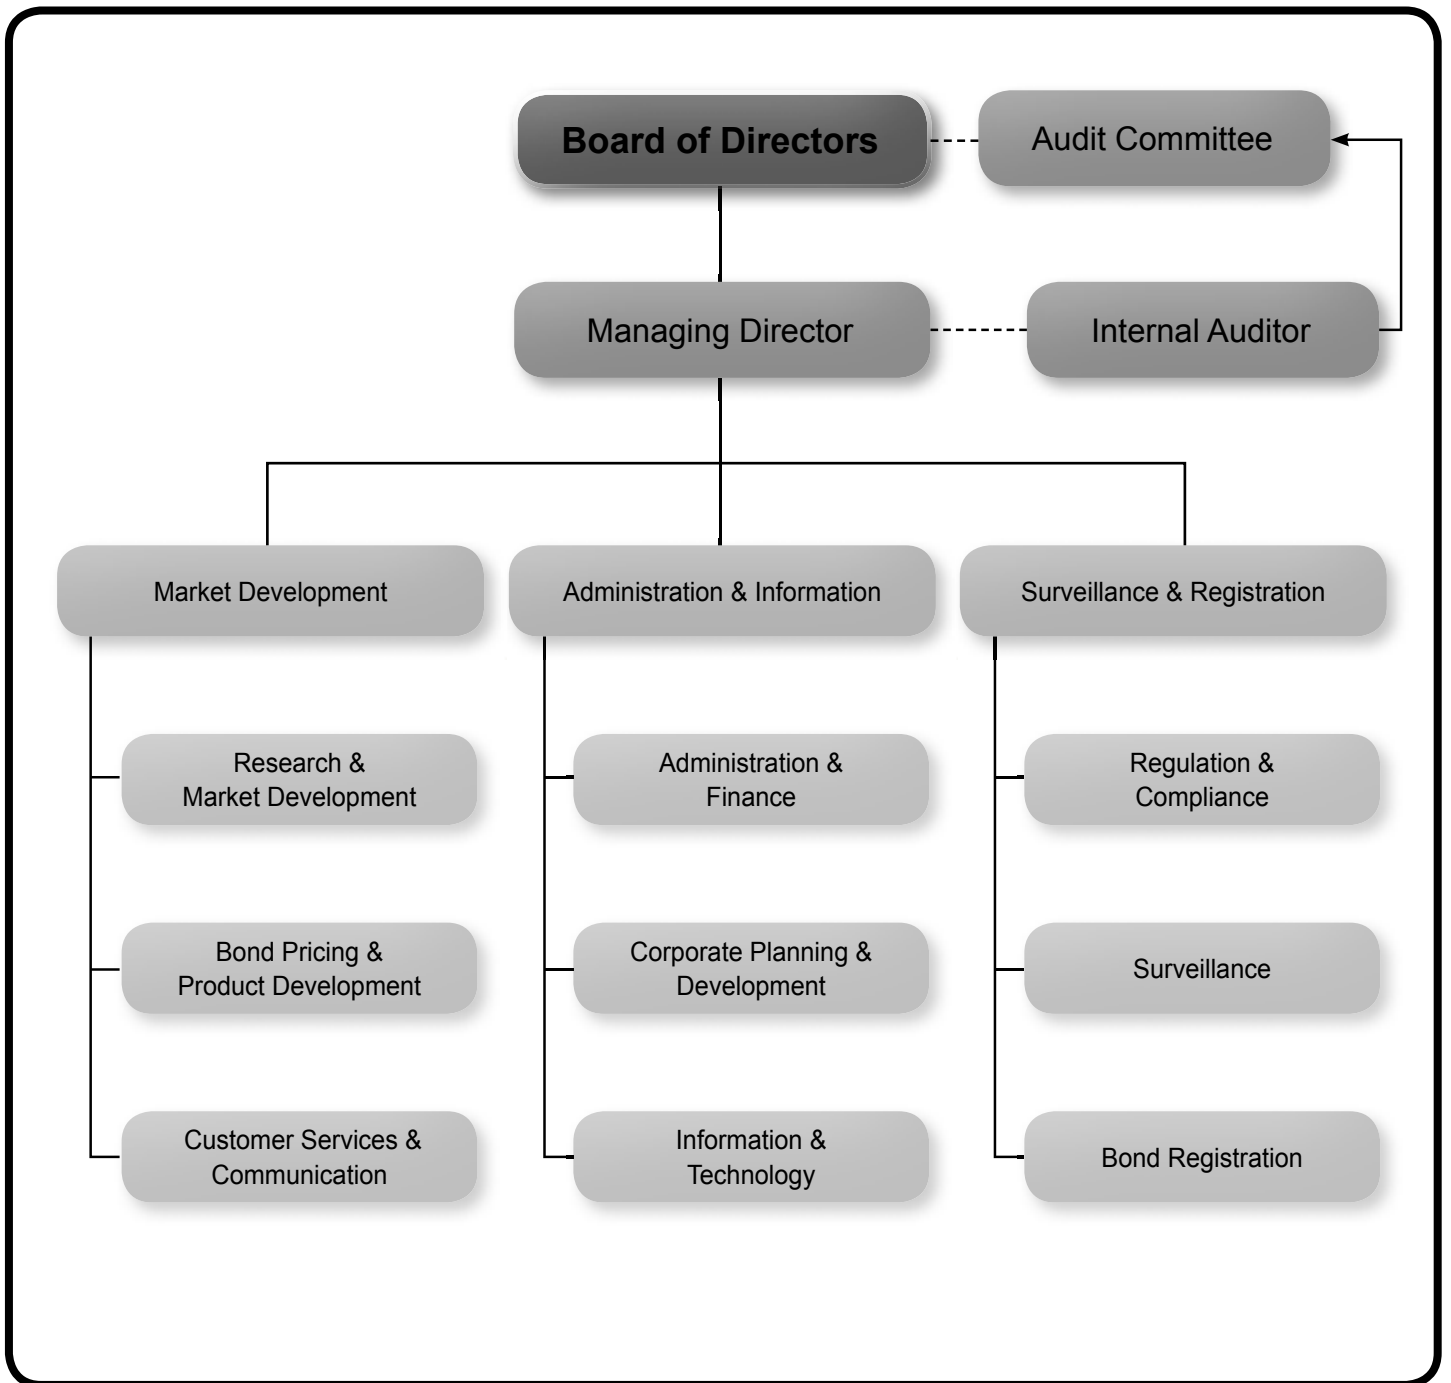 Board of Directors
Audit Committee
Managing Director
Internal Auditor
Market Development
Administration & Information
Surveillance & Registration
Research &
Market Development
Administration &
Finance
Regulation &
Compliance
Bond Pricing &
Product Development
Corporate Planning &
Development
Surveillance
Customer Services &
Communication
Information &
Technology
Bond Registration